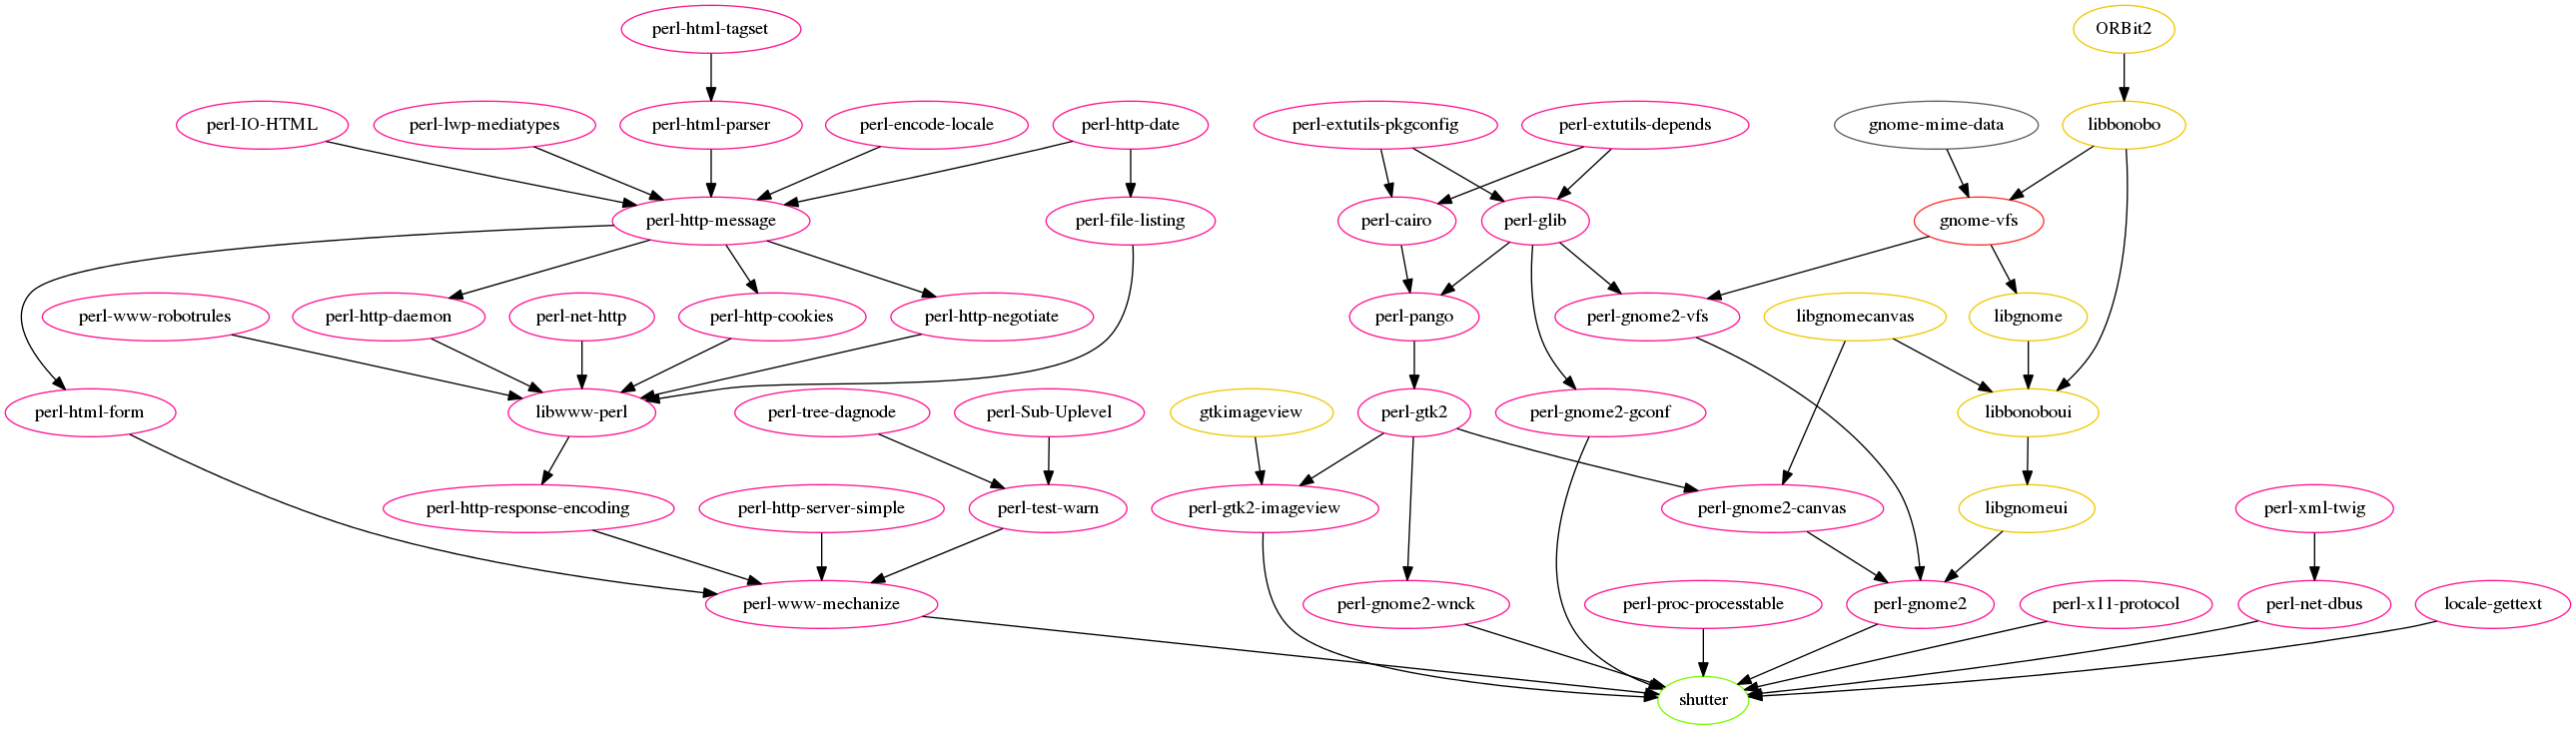 perl-html-tagset
ORBit2
perl-IO-HTML
perl-lwp-mediatypes
perl-html-parser
perl-encode-locale
perl-http-date
perl-extutils-pkgconfig
perl-extutils-depends
gnome-mime-data
libbonobo
perl-http-message
perl-file-listing
perl-cairo
perl-glib
gnome-vfs
perl-www-robotrules
perl-http-daemon
perl-net-http
perl-http-cookies
perl-http-negotiate
perl-pango
perl-gnome2-vfs
libgnomecanvas
libgnome
perl-html-form
libwww-perl
perl-tree-dagnode
perl-Sub-Uplevel
gtkimageview
perl-gtk2
perl-gnome2-gconf
libbonoboui
perl-http-response-encoding
perl-http-server-simple
perl-test-warn
perl-gtk2-imageview
perl-gnome2-canvas
libgnomeui
perl-xml-twig
perl-www-mechanize
perl-gnome2-wnck
perl-proc-processtable
perl-gnome2
perl-x11-protocol
perl-net-dbus
locale-gettext
shutter